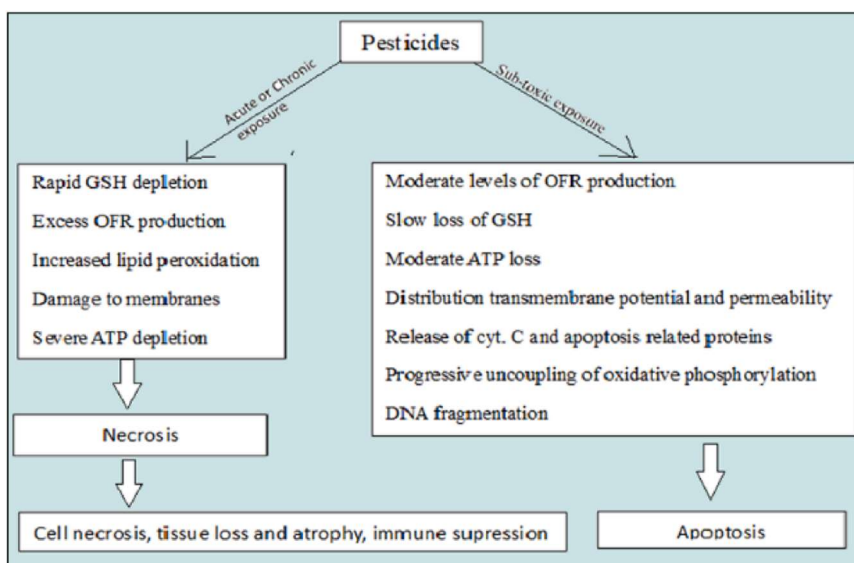 Pesticides
Acute or Chronic
exposure
Sub-toxic exposure
Rapid GSH depletion
Excess OFR production
Increased lipid peroxidation
Damage to membranes
Severe ATP depletion
Necrosis
Cell necrosis, tissue loss and atrophy, immune supression
Moderate levels of OFR production
Slow loss of GSH
Moderate ATP loss
Distribution transmembrane potential and permeability
Release of cyt. C and apoptosis related proteins
Progressive uncoupling of oxidative phosphorylation
DNA fragmentation
Apoptosis